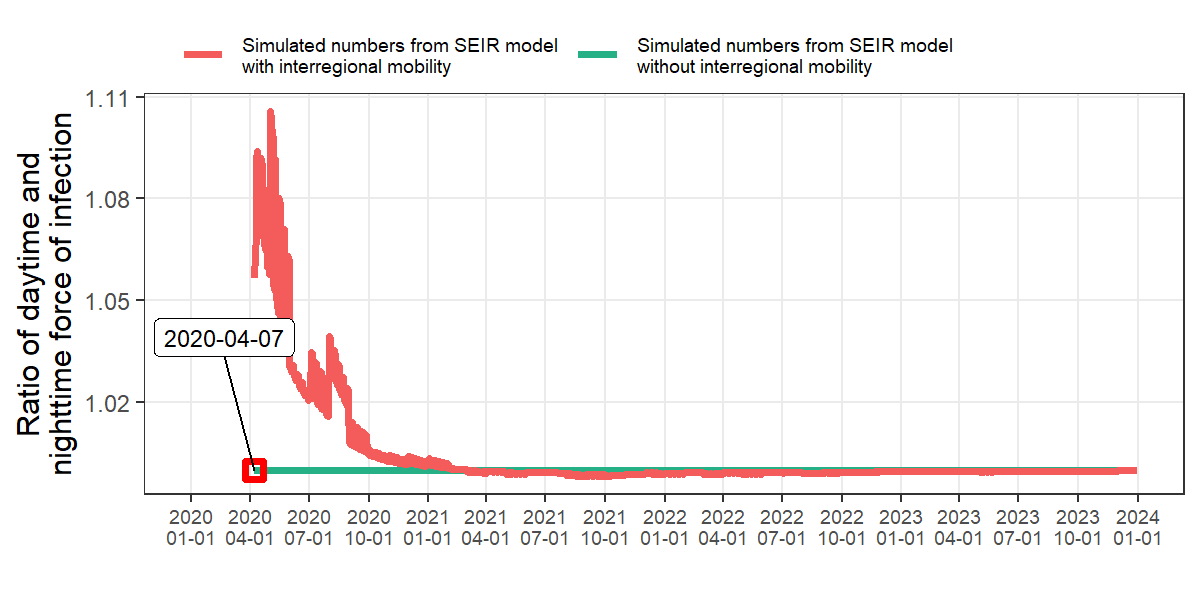 Simulated numbers from SEIR model
with interregional mobility
Simulated numbers from SEIR model
without interregional mobility
Ratio of daytime and
nighttime force of infection
1.11
1.08
1.05
1.02
2020-04-07
2020 2020 2020 2020 2021 2021 2021 2021 2022 2022 2022 2022 2023 2023 2023 2023 2024
01-01 04-01 07-01 10-01 01-01 04-01 07-01 10-01 01-01 04-01 07-01 10-01 01-01 04-01 07-01 10-01 01-01